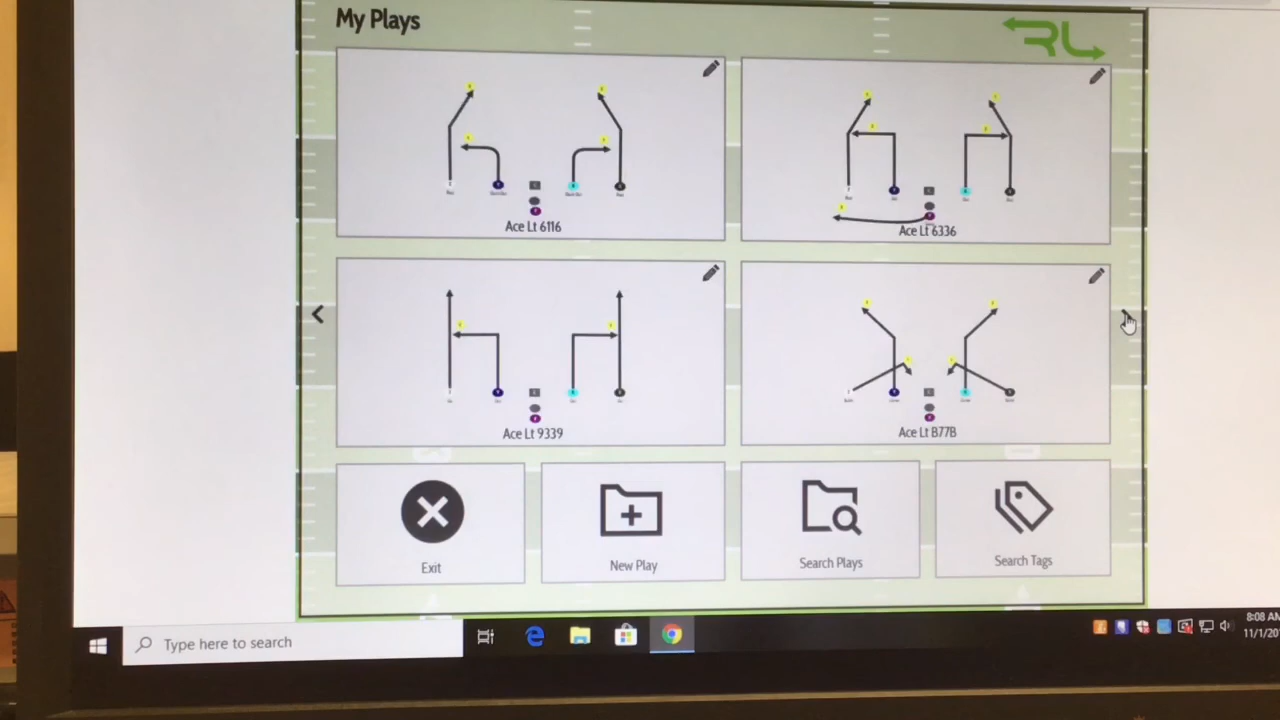 My Plays
RL
Ace Lt 6116
Ace Lt 6336
Ace Lt 9339
Ace Lt B77B
Exit
New Play
Search Plays
Search Tags
Type here to search
8:08 AM